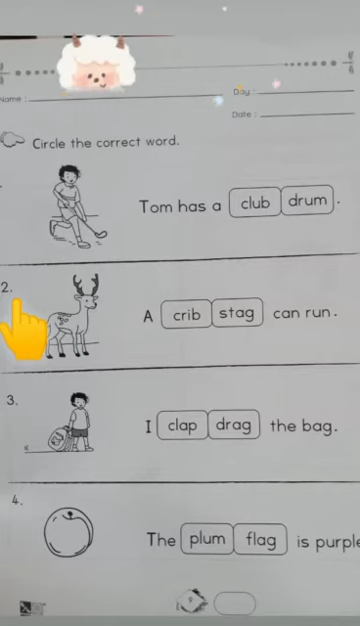 Name :
Day :
Date :
Circle the correct word.
Tom has a club drum .
2.
A crib stag can run.
3.
I clap drag the bag.
4.
The plum flag is purple